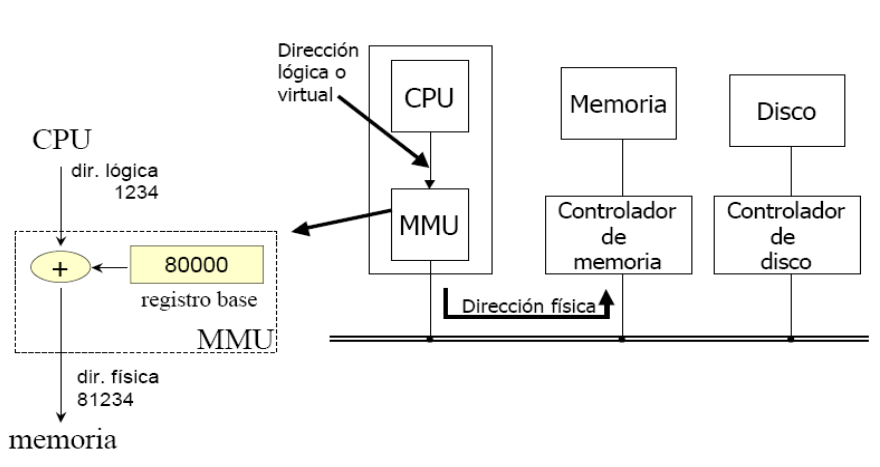 CPU
dir. lógica
1234
+
80000
registro base
MMU
dir. física
81234
memoria
Dirección
lógica o
virtual
CPU
MMU
Dirección física
Memoria
Controlador
de
memoria
Disco
Controlador
de
disco